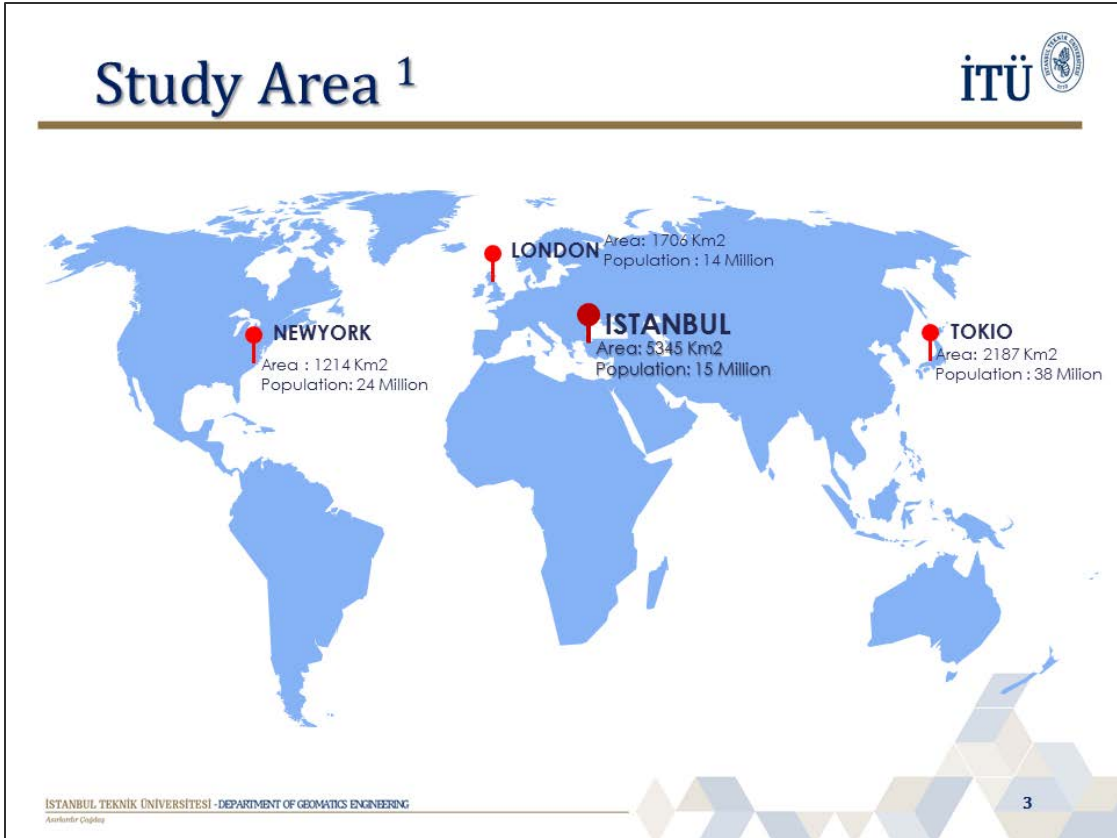 Study Area 1
İTÜ
LONDON
Area: 1706 Km2
Population : 14 Million
ISTANBUL
Area: 5345 Km2
Population: 15 Million
NEWYORK
Area : 1214 Km2
Population: 24 Million
TOKIO
Area: 2187 Km2
Population : 38 Milion
İSTANBUL TEKNİK ÜNİVERSİTESİ - DEPARTMENT OF GEOMATICS ENGINEERING
Asırlardır Çağdaş
3